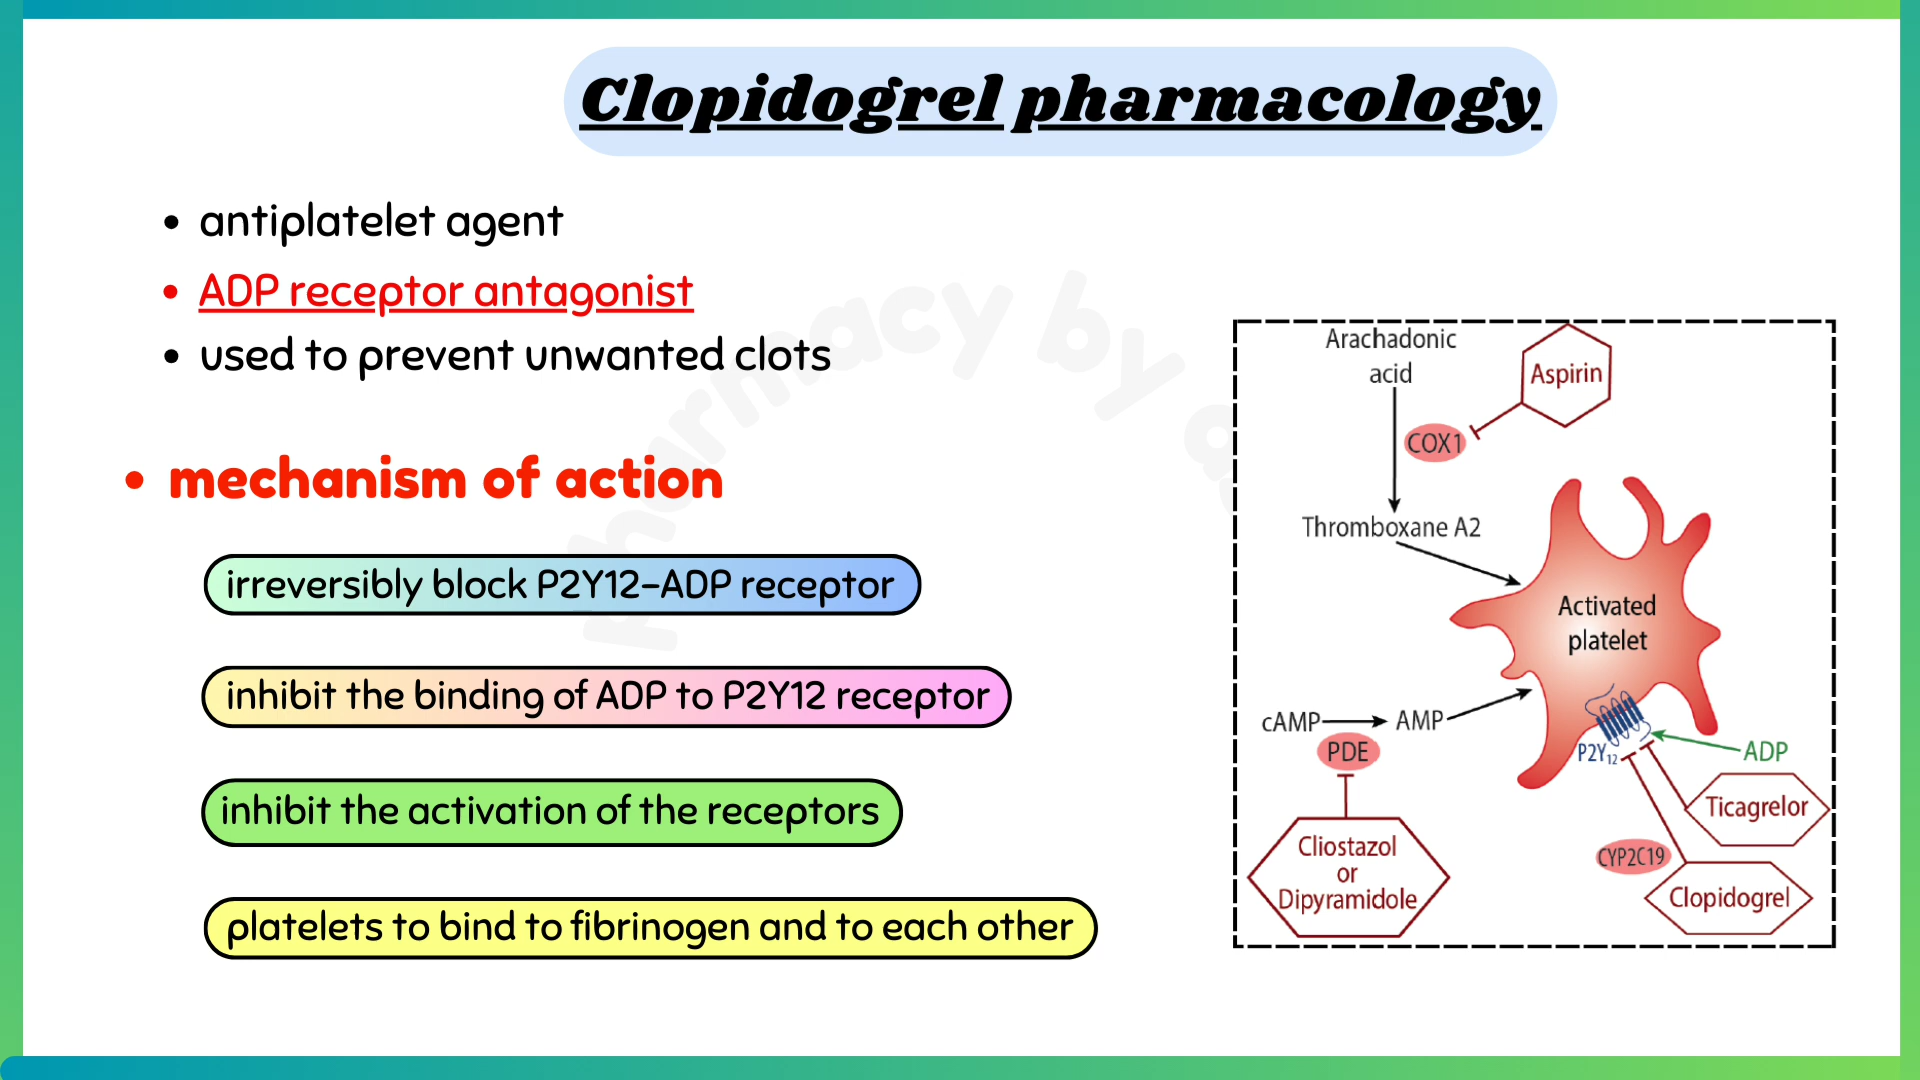 Clopidogrel pharmacology
• antiplatelet agent
• ADP receptor antagonist
• used to prevent unwanted clots
• mechanism of action
irreversibly block P2Y12-ADP receptor
inhibit the binding of ADP to P2Y12 receptor
inhibit the activation of the receptors
platelets to bind to fibrinogen and to each other
pharmacy by
Arachadonic
acid
Aspirin
COX1
Thromboxane A2
Activated
platelet
cAMP
AMP
PDE
P2Y12
ADP
Ticagrelor
Cliostazol
or
Dipyramidole
CYP2C19
Clopidogrel